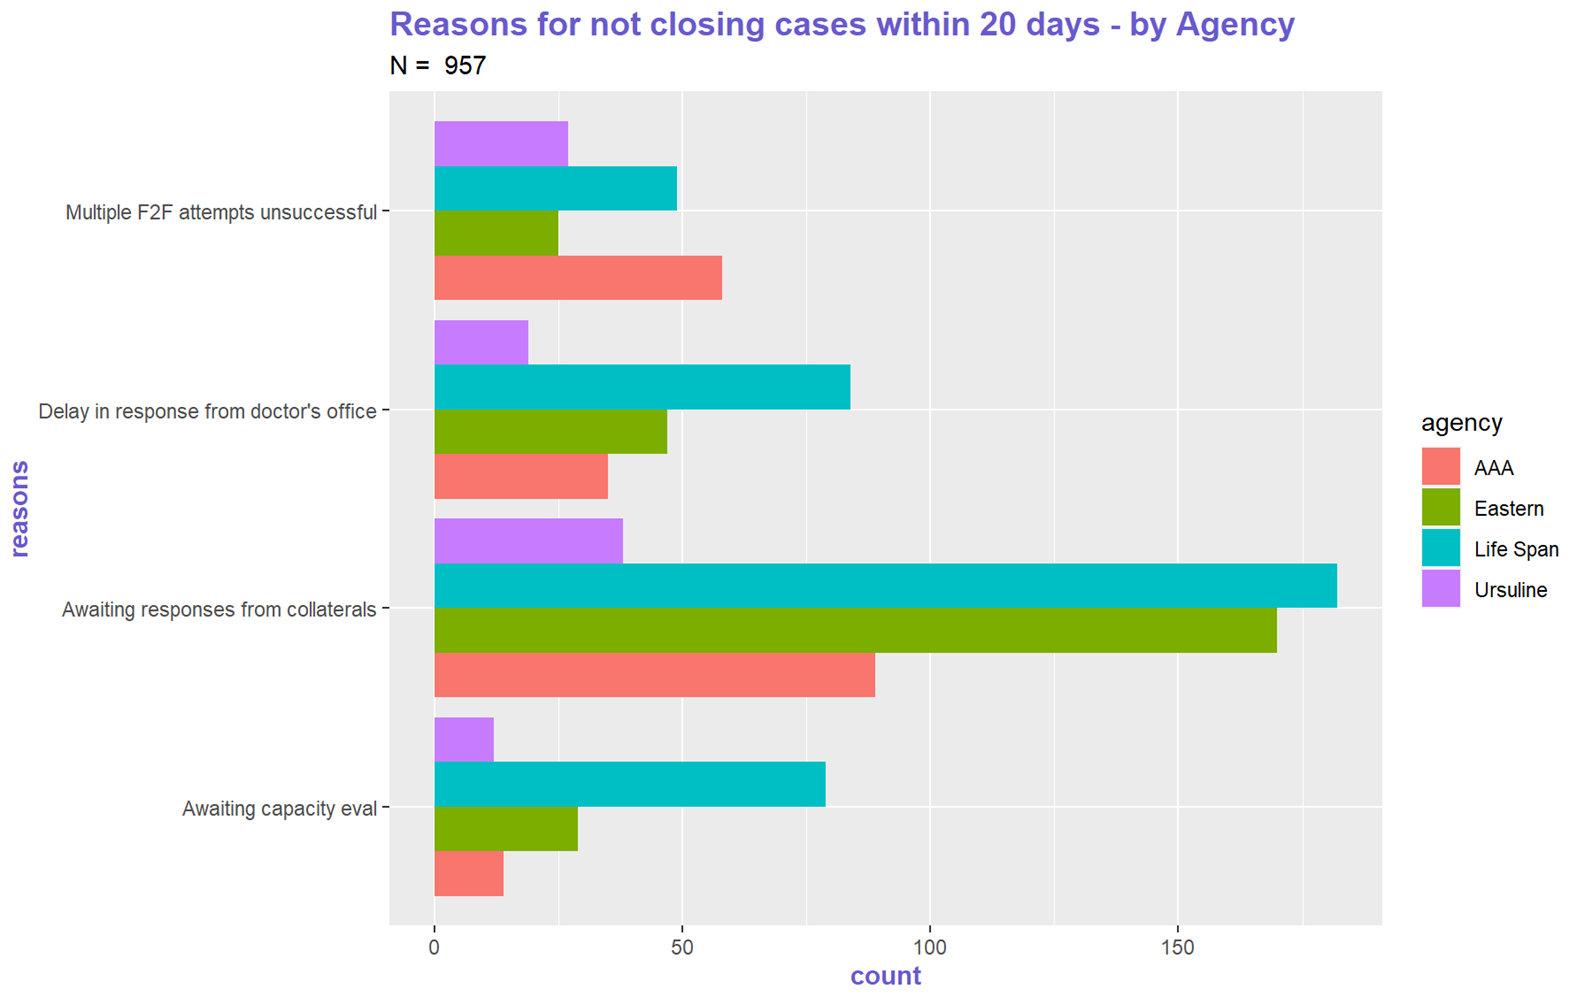 Reasons for not closing cases within 20 days - by Agency
N =  957
Multiple F2F attempts unsuccessful
Delay in response from doctor's office
Awaiting responses from collaterals
Awaiting capacity eval
reasons
0 50 100 150
count
agency
AAA
Eastern
Life Span
Ursuline